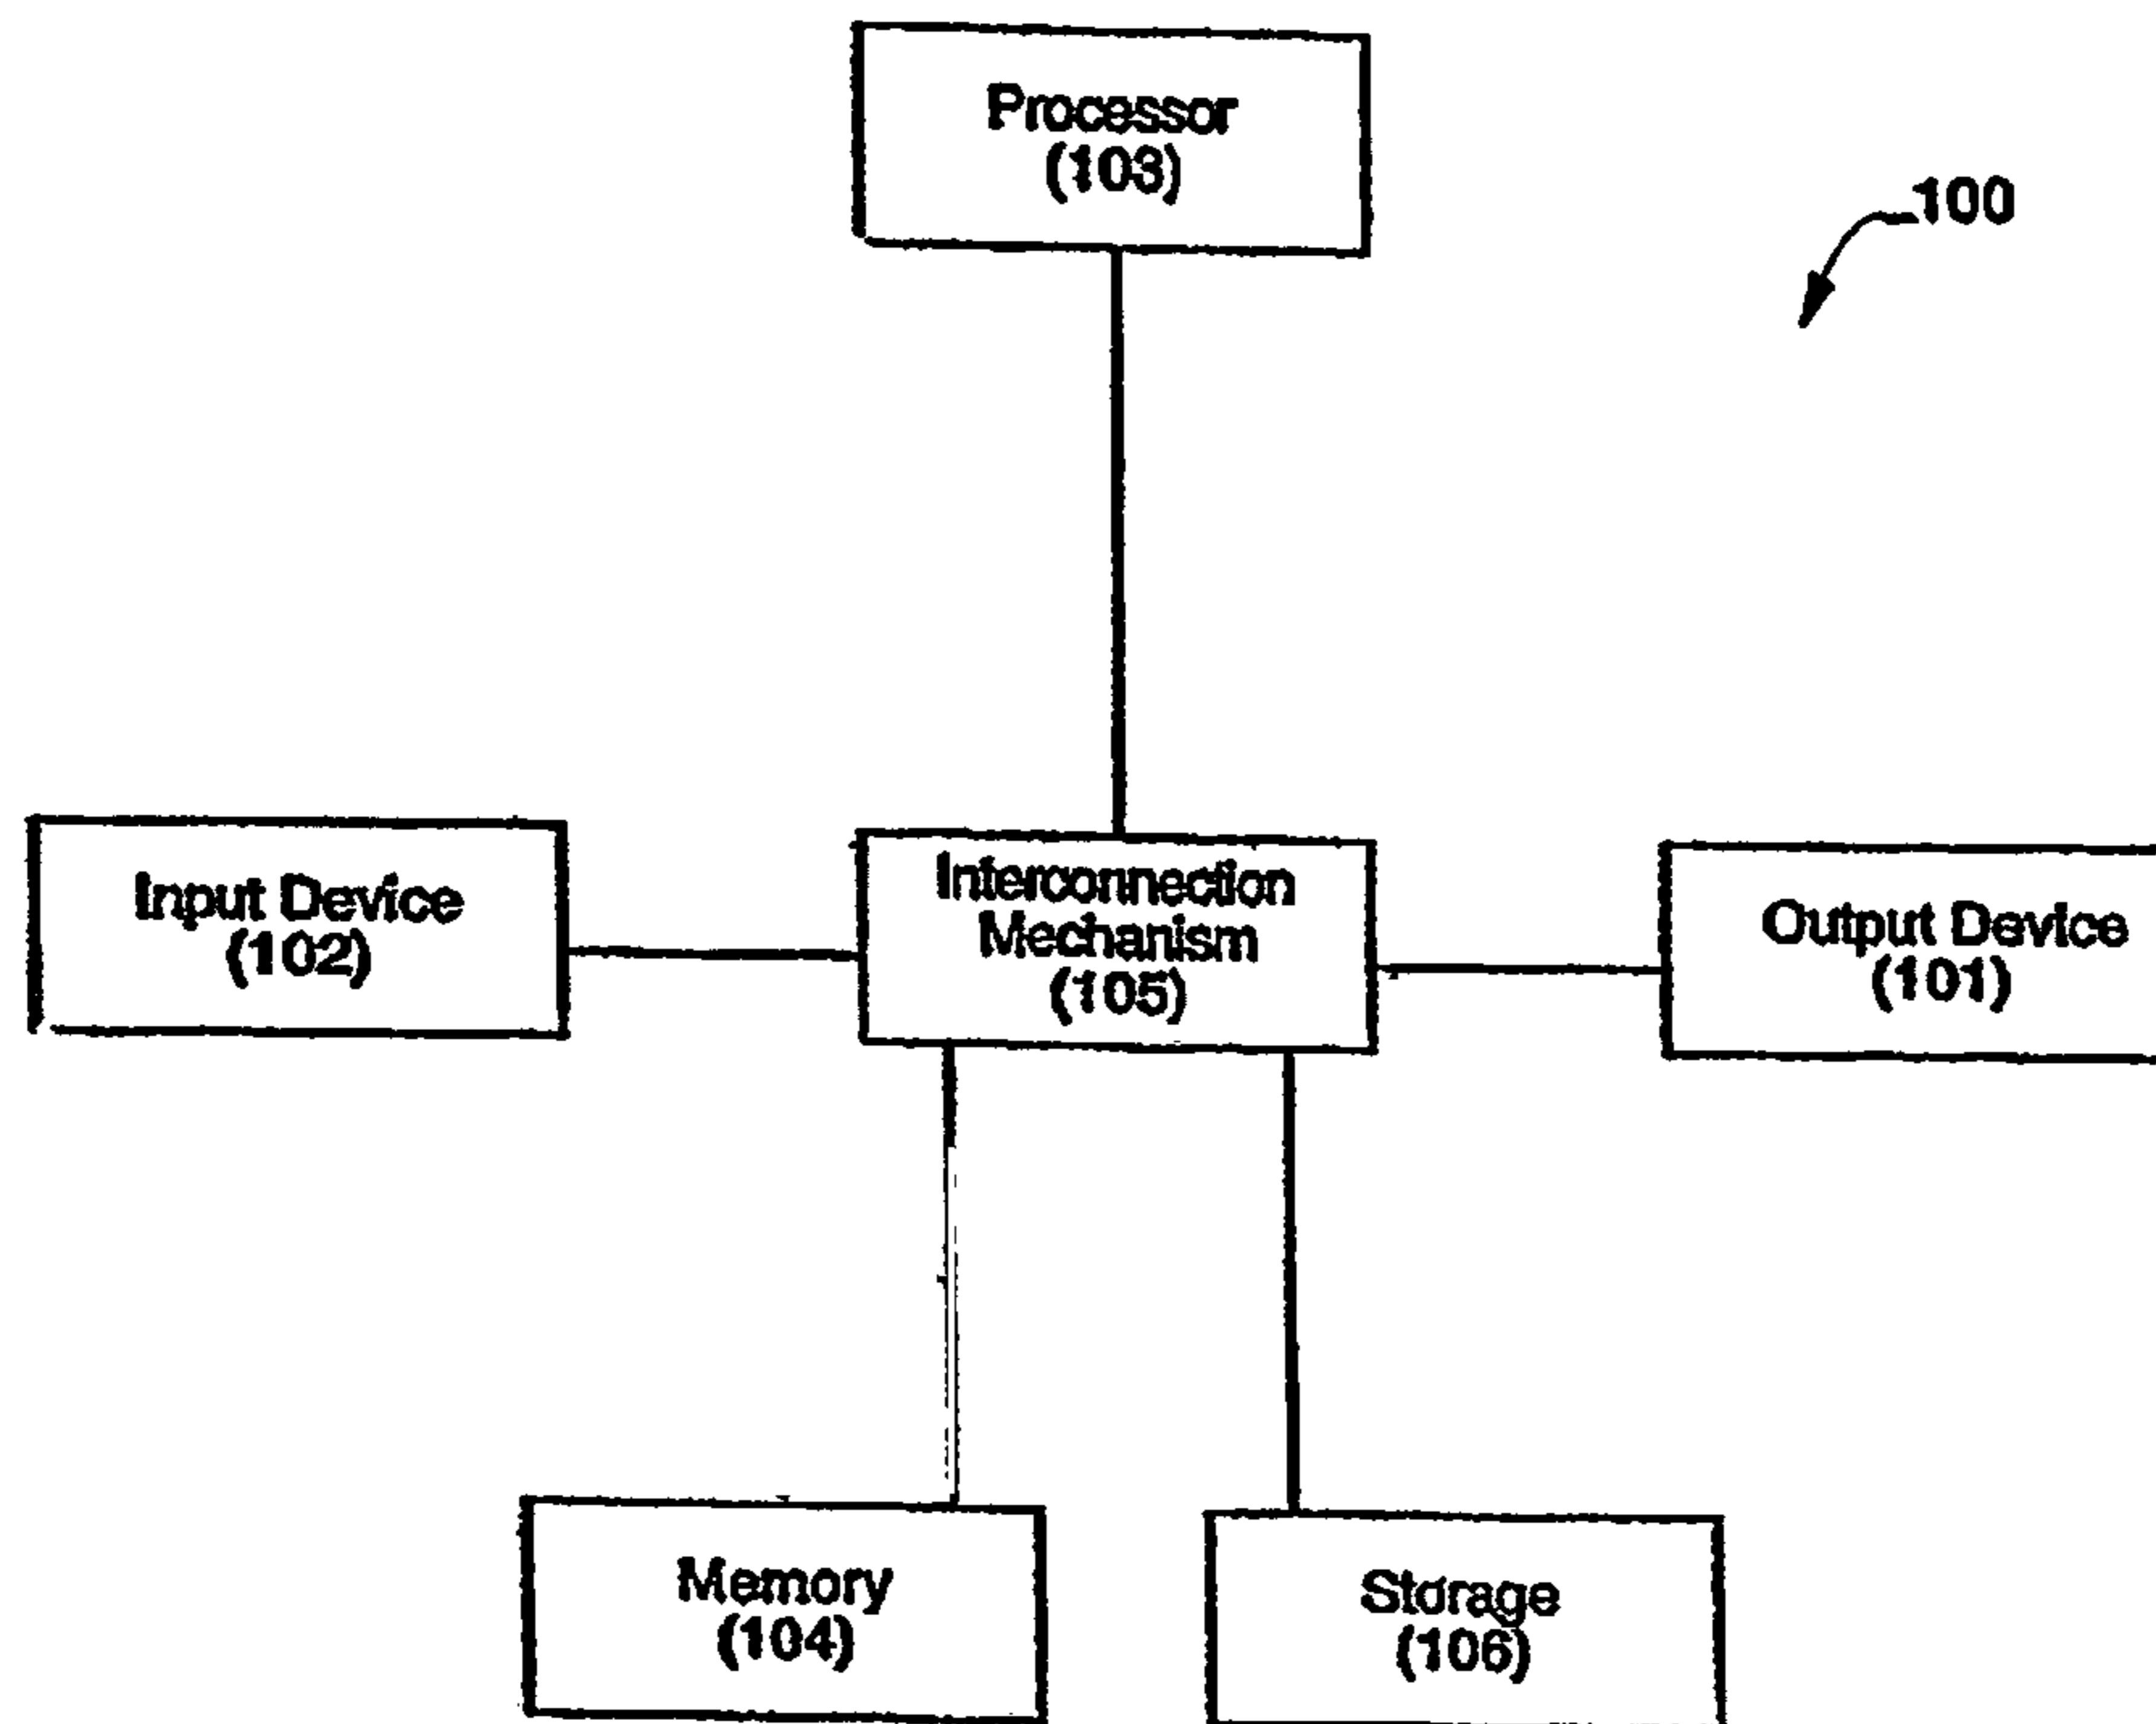 Processor
(103)
100
Input Device
(102)
Interconnection
Mechanism
(105)
Output Device
(101)
Memory
(104)
Storage
(106)